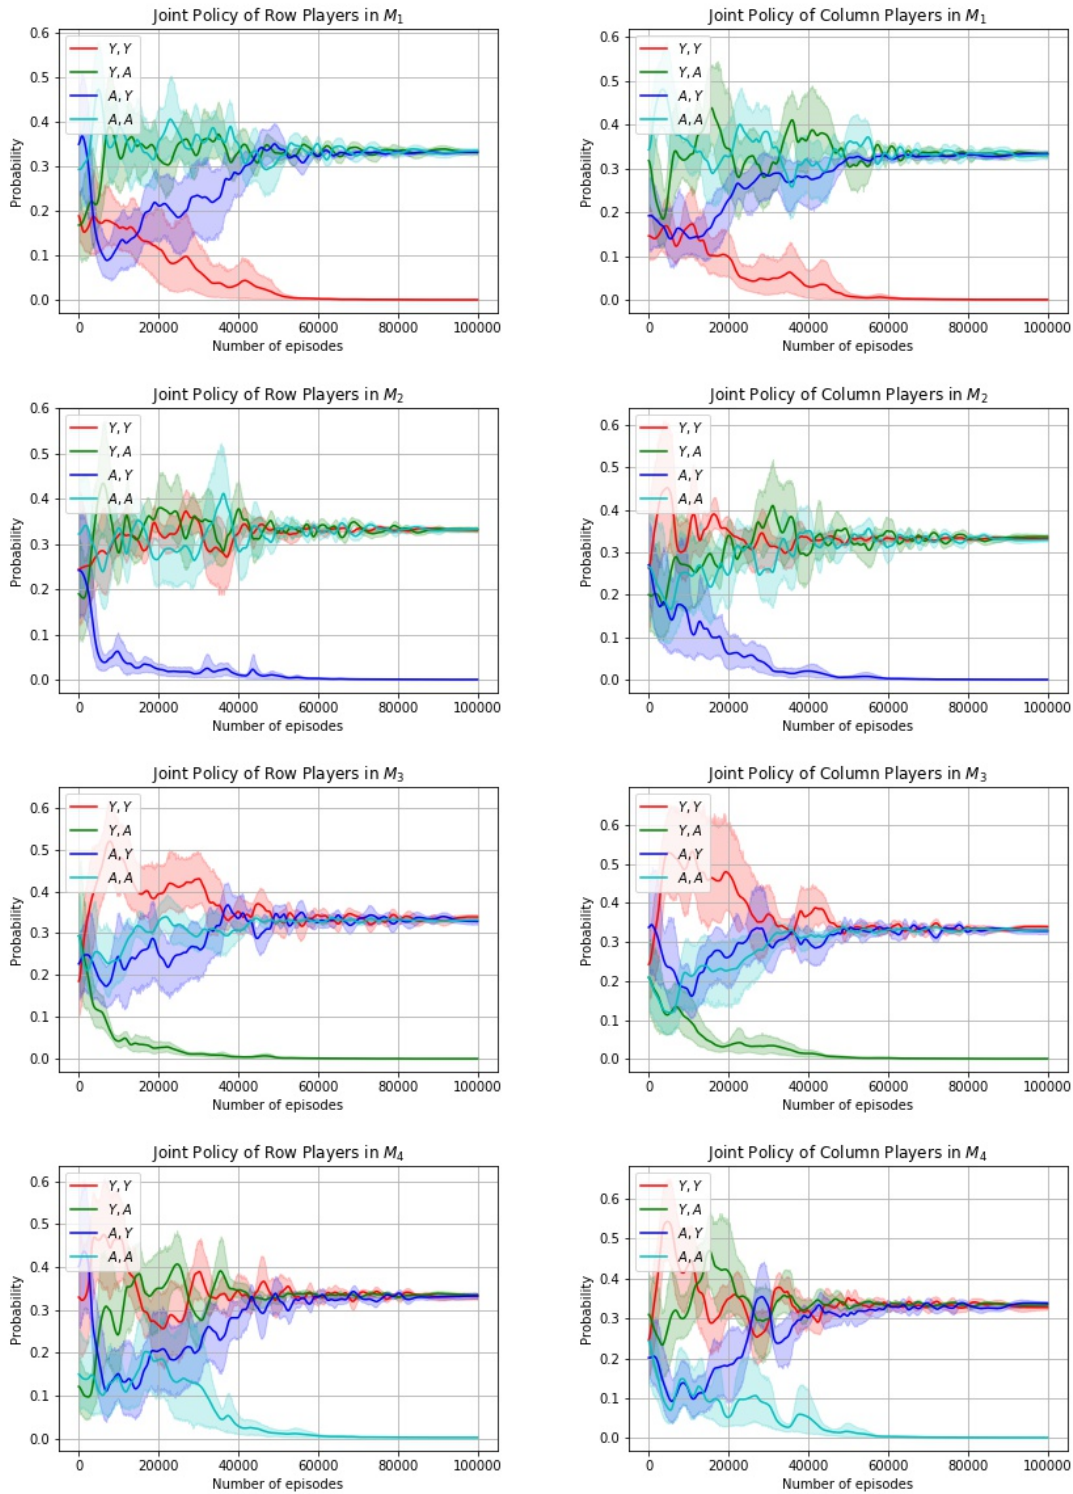 Joint Policy of Row Players in M₁
0.6
0.5
0.4
0.3
0.2
0.1
0.0
Probability
Y, Y
Y, A
A, Y
A, A
0 20000 40000 60000 80000 100000
Number of episodes
Joint Policy of Column Players in M₁
0.6
0.5
0.4
0.3
0.2
0.1
0.0
Probability
Y, Y
Y, A
A, Y
A, A
0 20000 40000 60000 80000 100000
Number of episodes
Joint Policy of Row Players in M₂
0.6
0.5
0.4
0.3
0.2
0.1
0.0
Probability
Y, Y
Y, A
A, Y
A, A
0 20000 40000 60000 80000 100000
Number of episodes
Joint Policy of Column Players in M₂
0.6
0.5
0.4
0.3
0.2
0.1
0.0
Probability
Y, Y
Y, A
A, Y
A, A
0 20000 40000 60000 80000 100000
Number of episodes
Joint Policy of Row Players in M₃
0.6
0.5
0.4
0.3
0.2
0.1
0.0
Probability
Y, Y
Y, A
A, Y
A, A
0 20000 40000 60000 80000 100000
Number of episodes
Joint Policy of Column Players in M₃
0.6
0.5
0.4
0.3
0.2
0.1
0.0
Probability
Y, Y
Y, A
A, Y
A, A
0 20000 40000 60000 80000 100000
Number of episodes
Joint Policy of Row Players in M₄
0.6
0.5
0.4
0.3
0.2
0.1
0.0
Probability
Y, Y
Y, A
A, Y
A, A
0 20000 40000 60000 80000 100000
Number of episodes
Joint Policy of Column Players in M₄
0.6
0.5
0.4
0.3
0.2
0.1
0.0
Probability
Y, Y
Y, A
A, Y
A, A
0 20000 40000 60000 80000 100000
Number of episodes